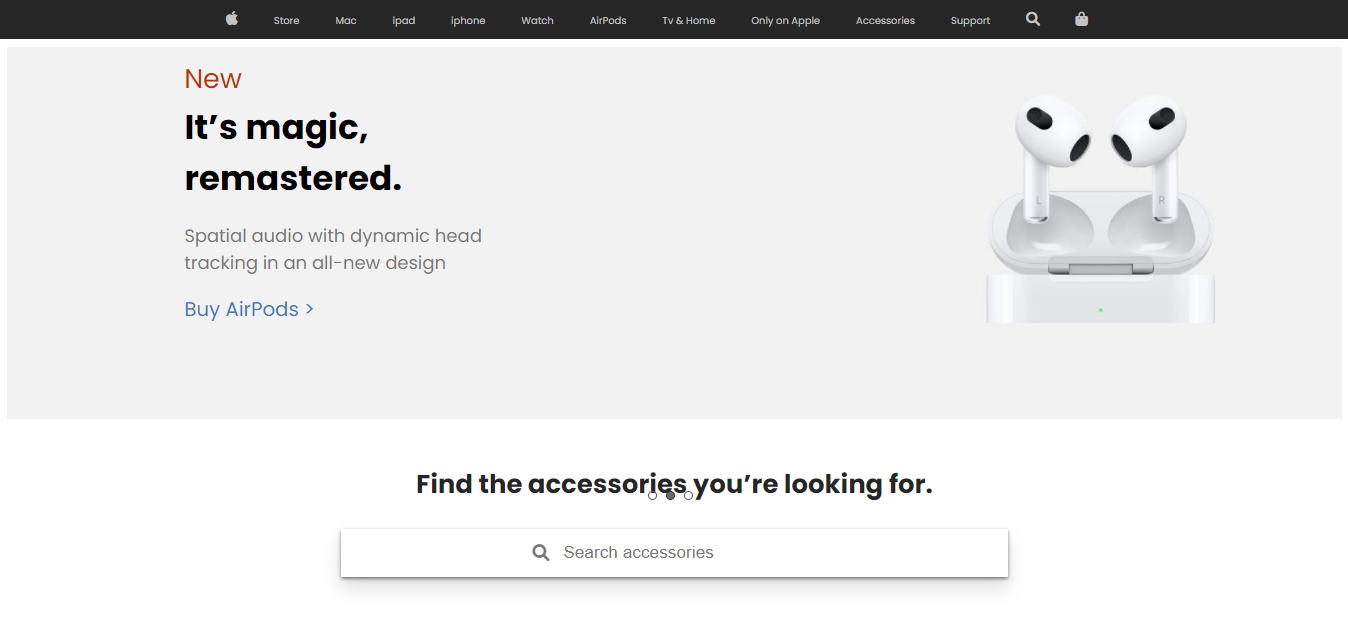 Store Mac ipad iphone Watch AirPods Tv & Home Only on Apple Accessories Support
New
It’s magic,
remastered.
Spatial audio with dynamic head
tracking in an all-new design
Buy AirPods >
L R
Find the accessories you’re looking for.
Search accessories